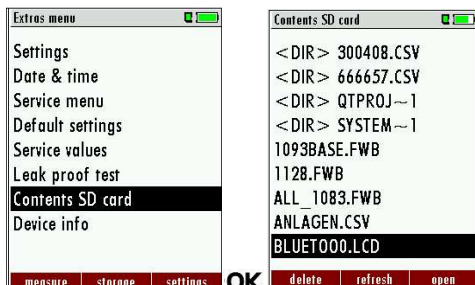 Extras menu
Settings
Date & time
Service menu
Default settings
Service values
Leak proof test
Contents SD card
Device info
measure storage settings
OK
Contents SD card
<DIR> 300408.CSV
<DIR> 666657.CSV
<DIR> QTPROJ~1
<DIR> SYSTEM~1
1093BASE.FWB
1128.FWB
ALL_1083.FWB
ANLAGEN.CSV
BLUETO00.LCD
delete refresh open